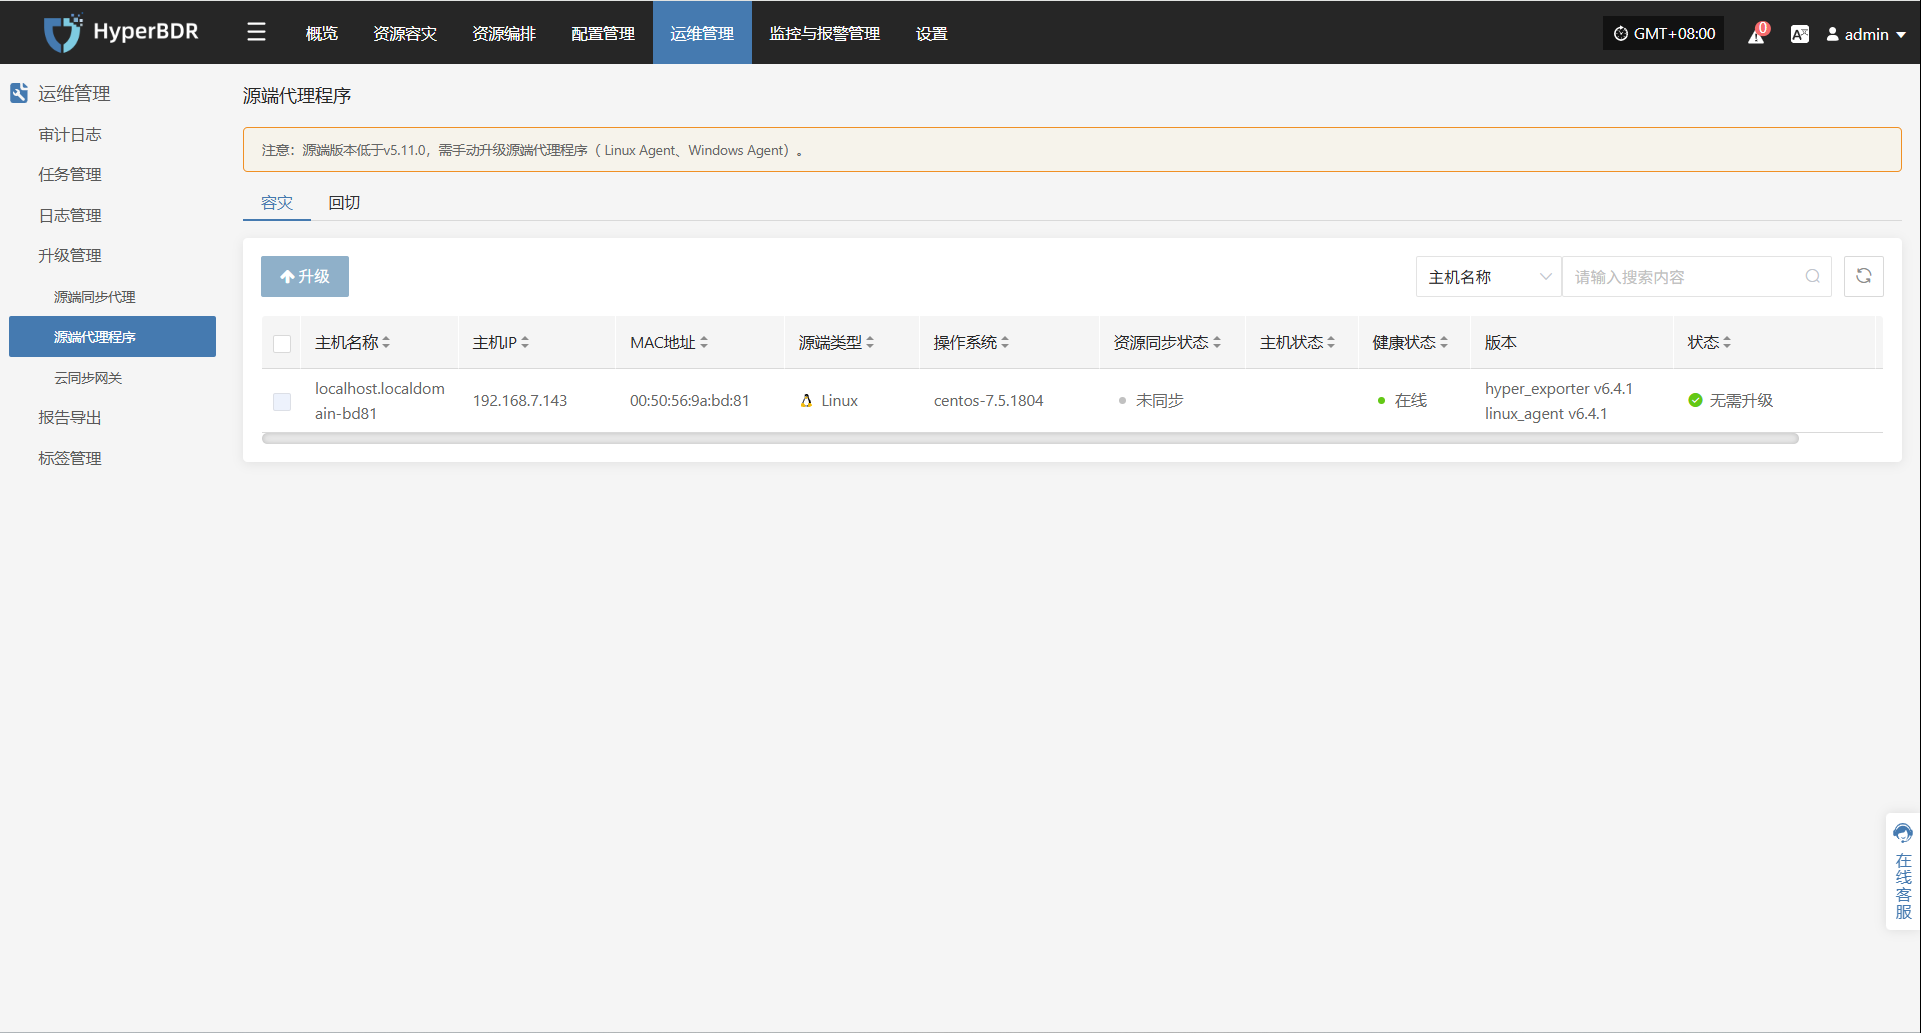 HyperBDR
概览
资源容灾
资源编排
配置管理
运维管理
监控与报警管理
设置
GMT+08:00
0
admin
运维管理
审计日志
任务管理
日志管理
升级管理
源端同步代理
源端代理程序
云同步网关
报告导出
标签管理
源端代理程序
注意：源端版本低于v5.11.0，需手动升级源端代理程序（ Linux Agent、Windows Agent）。
容灾
回切
升级
主机名称
请输入搜索内容
主机名称
主机IP
MAC地址
源端类型
操作系统
资源同步状态
主机状态
健康状态
版本
状态
localhost.localdom
ain-bd81
192.168.7.143
00:50:56:9a:bd:81
Linux
centos-7.5.1804
未同步
在线
hyper_exporter v6.4.1
linux_agent v6.4.1
无需升级
在线客服